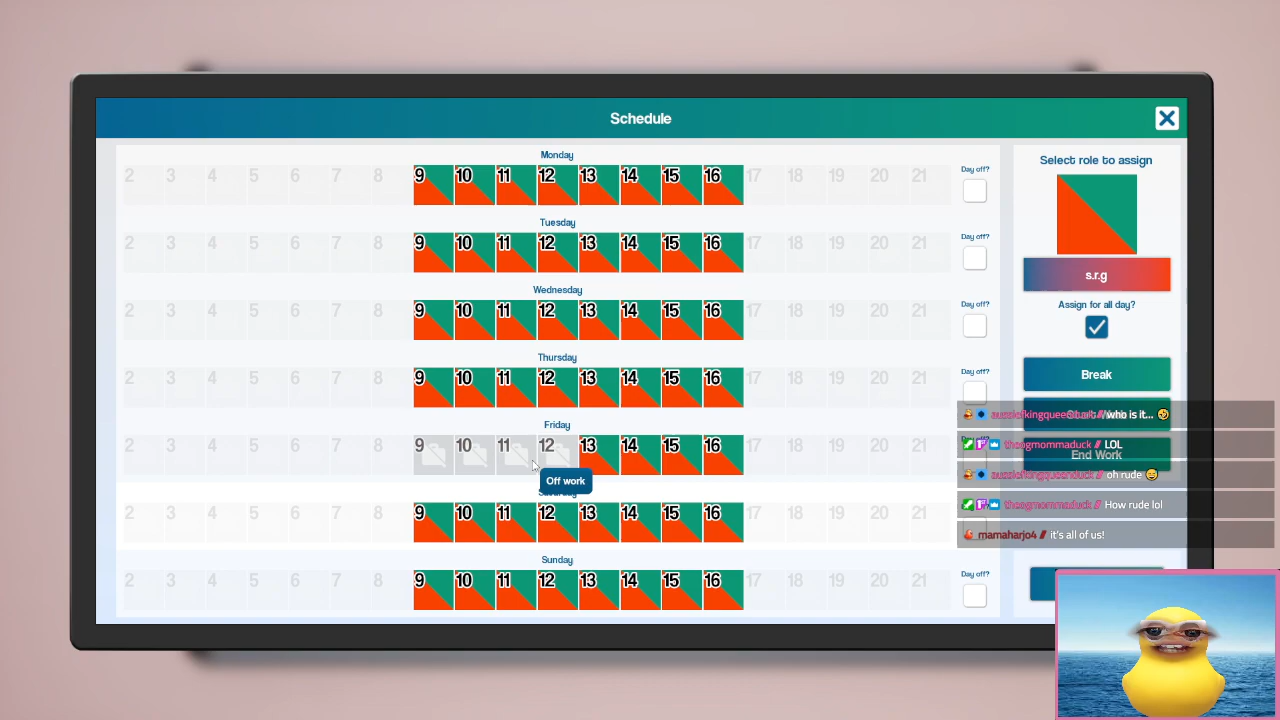 Schedule
Monday
2 3 4 5 6 7 8 9 10 11 12 13 14 15 16 17 18 19 20 21
Day off?
Tuesday
2 3 4 5 6 7 8 9 10 11 12 13 14 15 16 17 18 19 20 21
Day off?
Wednesday
2 3 4 5 6 7 8 9 10 11 12 13 14 15 16 17 18 19 20 21
Day off?
Thursday
2 3 4 5 6 7 8 9 10 11 12 13 14 15 16 17 18 19 20 21
Day off?
Friday
2 3 4 5 6 7 8 9 10 11 12 13 14 15 16 17 18 19 20 21
Off work
2 3 4 5 6 7 8 9 10 11 12 13 14 15 16 17 18 19 20 21
Sunday
2 3 4 5 6 7 8 9 10 11 12 13 14 15 16 17 18 19 20 21
Day off?
Select role to assign
s.r.g
Assign for all day?
Break
End Work
aussiefkingqueenduck // who is it...
theogmommaduck // LOL
aussiefkingqueenduck // oh rude
theogmommaduck // How rude lol
mamaharjo4 // it's all of us!